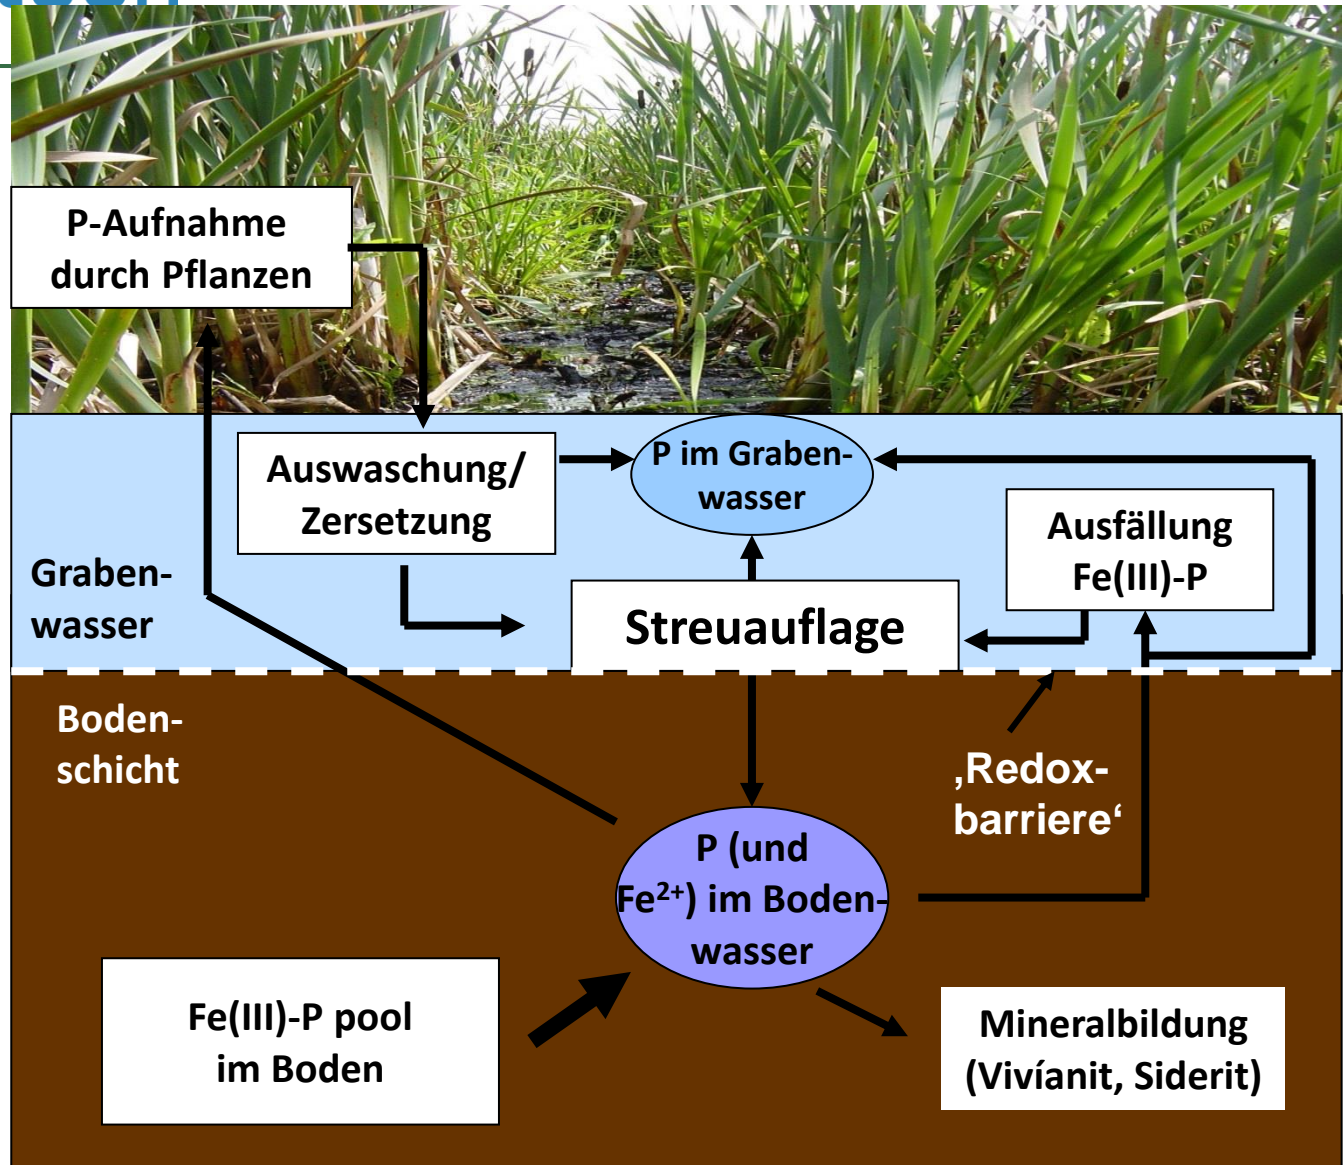 P-Aufnahme
durch Pflanzen
Auswaschung/
Zersetzung
P im Graben-
wasser
Ausfällung
Fe(III)-P
Graben-
wasser
Streuauflage
Boden-
schicht
‚Redox-
barriere‘
P (und
Fe²⁺) im Boden-
wasser
Fe(III)-P pool
im Boden
Mineralbildung
(Vivíanit, Siderit)